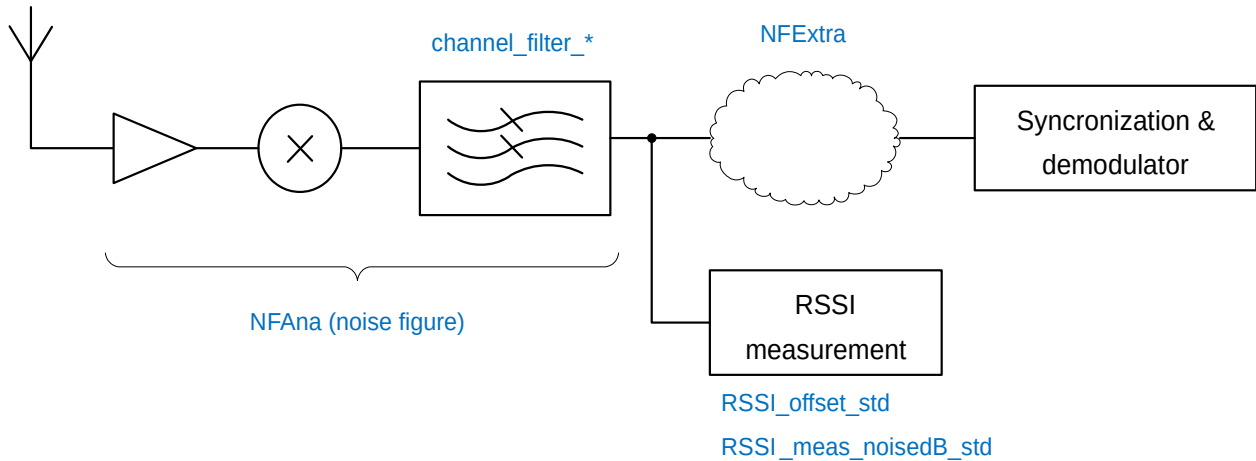 channel_filter_*
NFExtra
Syncronization &
demodulator
NFAna (noise figure)
RSSI
measurement
RSSI_offset_std
RSSI_meas_noisedB_std